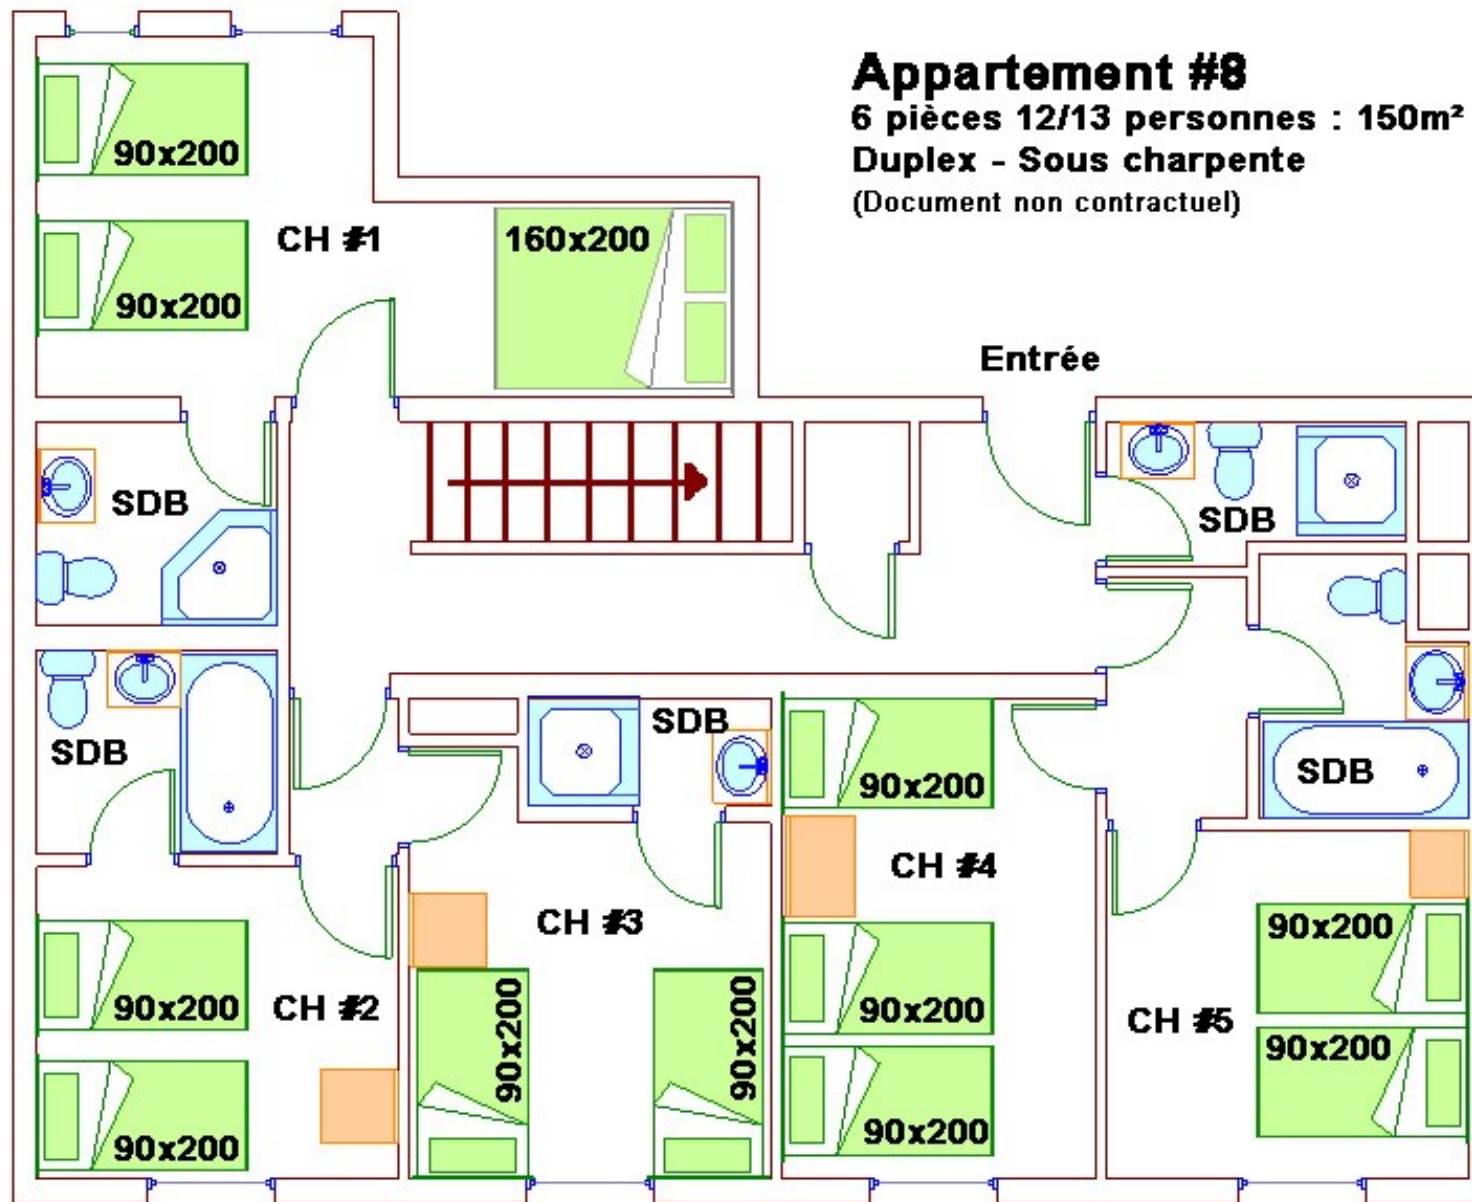 Appartement #8
6 pièces 12/13 personnes : 150m²
Duplex - Sous charpente
(Document non contractuel)
90x200
CH #1
160x200
90x200
Entrée
SDB
SDB
SDB
SDB
SDB
90x200
CH #4
CH #3
90x200
90x200
CH #2
90x200
90x200
90x200
90x200
CH #5
90x200
90x200
90x200